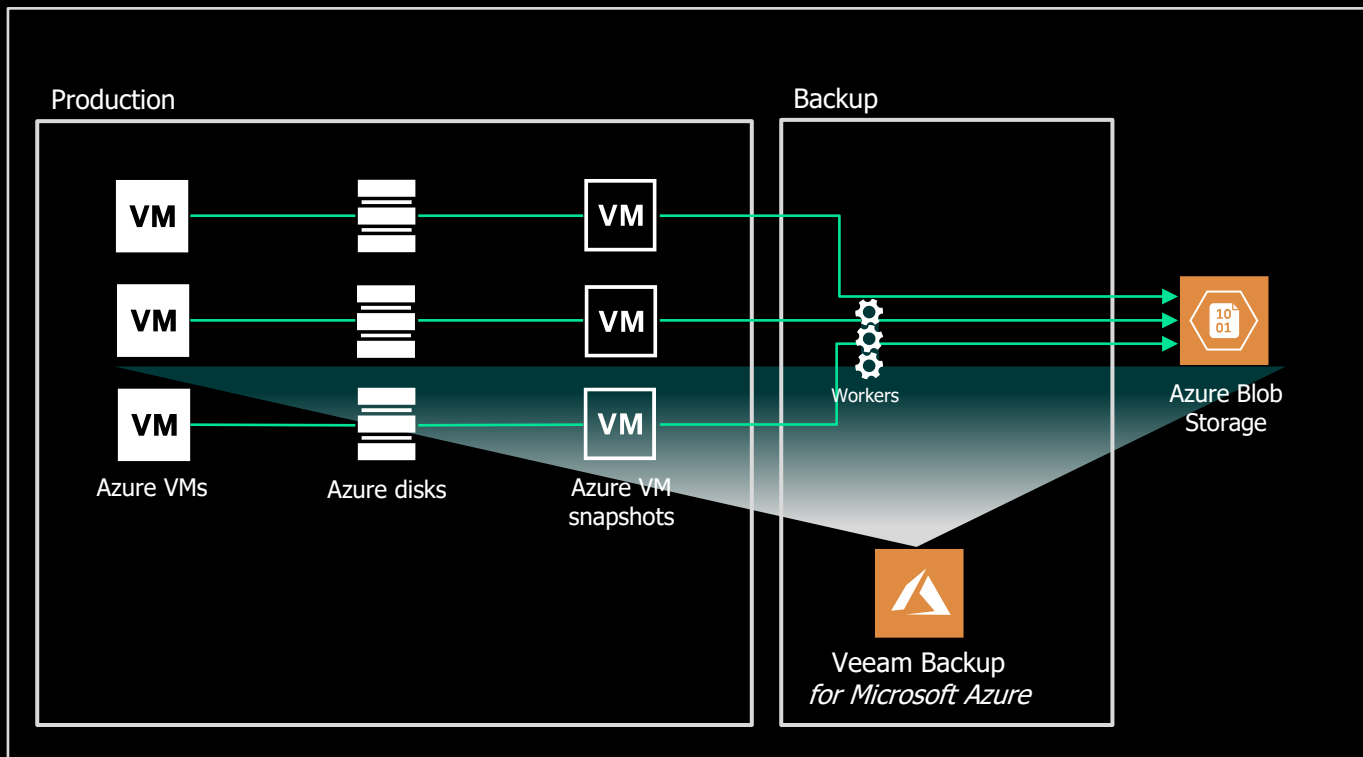 Production
Backup
VM
VM
VM
VM
10
01
VM
VM
Workers
Azure Blob
Storage
Azure VMs
Azure disks
Azure VM
snapshots
Veeam Backup
for Microsoft Azure